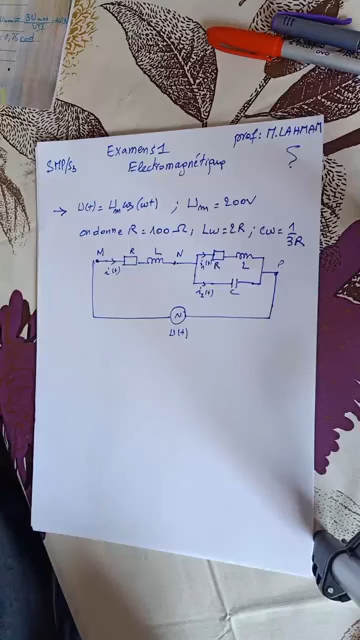 Examens 1
prof: M. LAHMAM
SMP/S3
Electromagnétique
→ U(t) = Um cos(ωt) ; Um = 200V
on donne R = 100 Ω ; Lω = 2R ; Cω = 1/3R
M R L N i1(t) R L P
i(t)
i2(t) C
N
U(t)